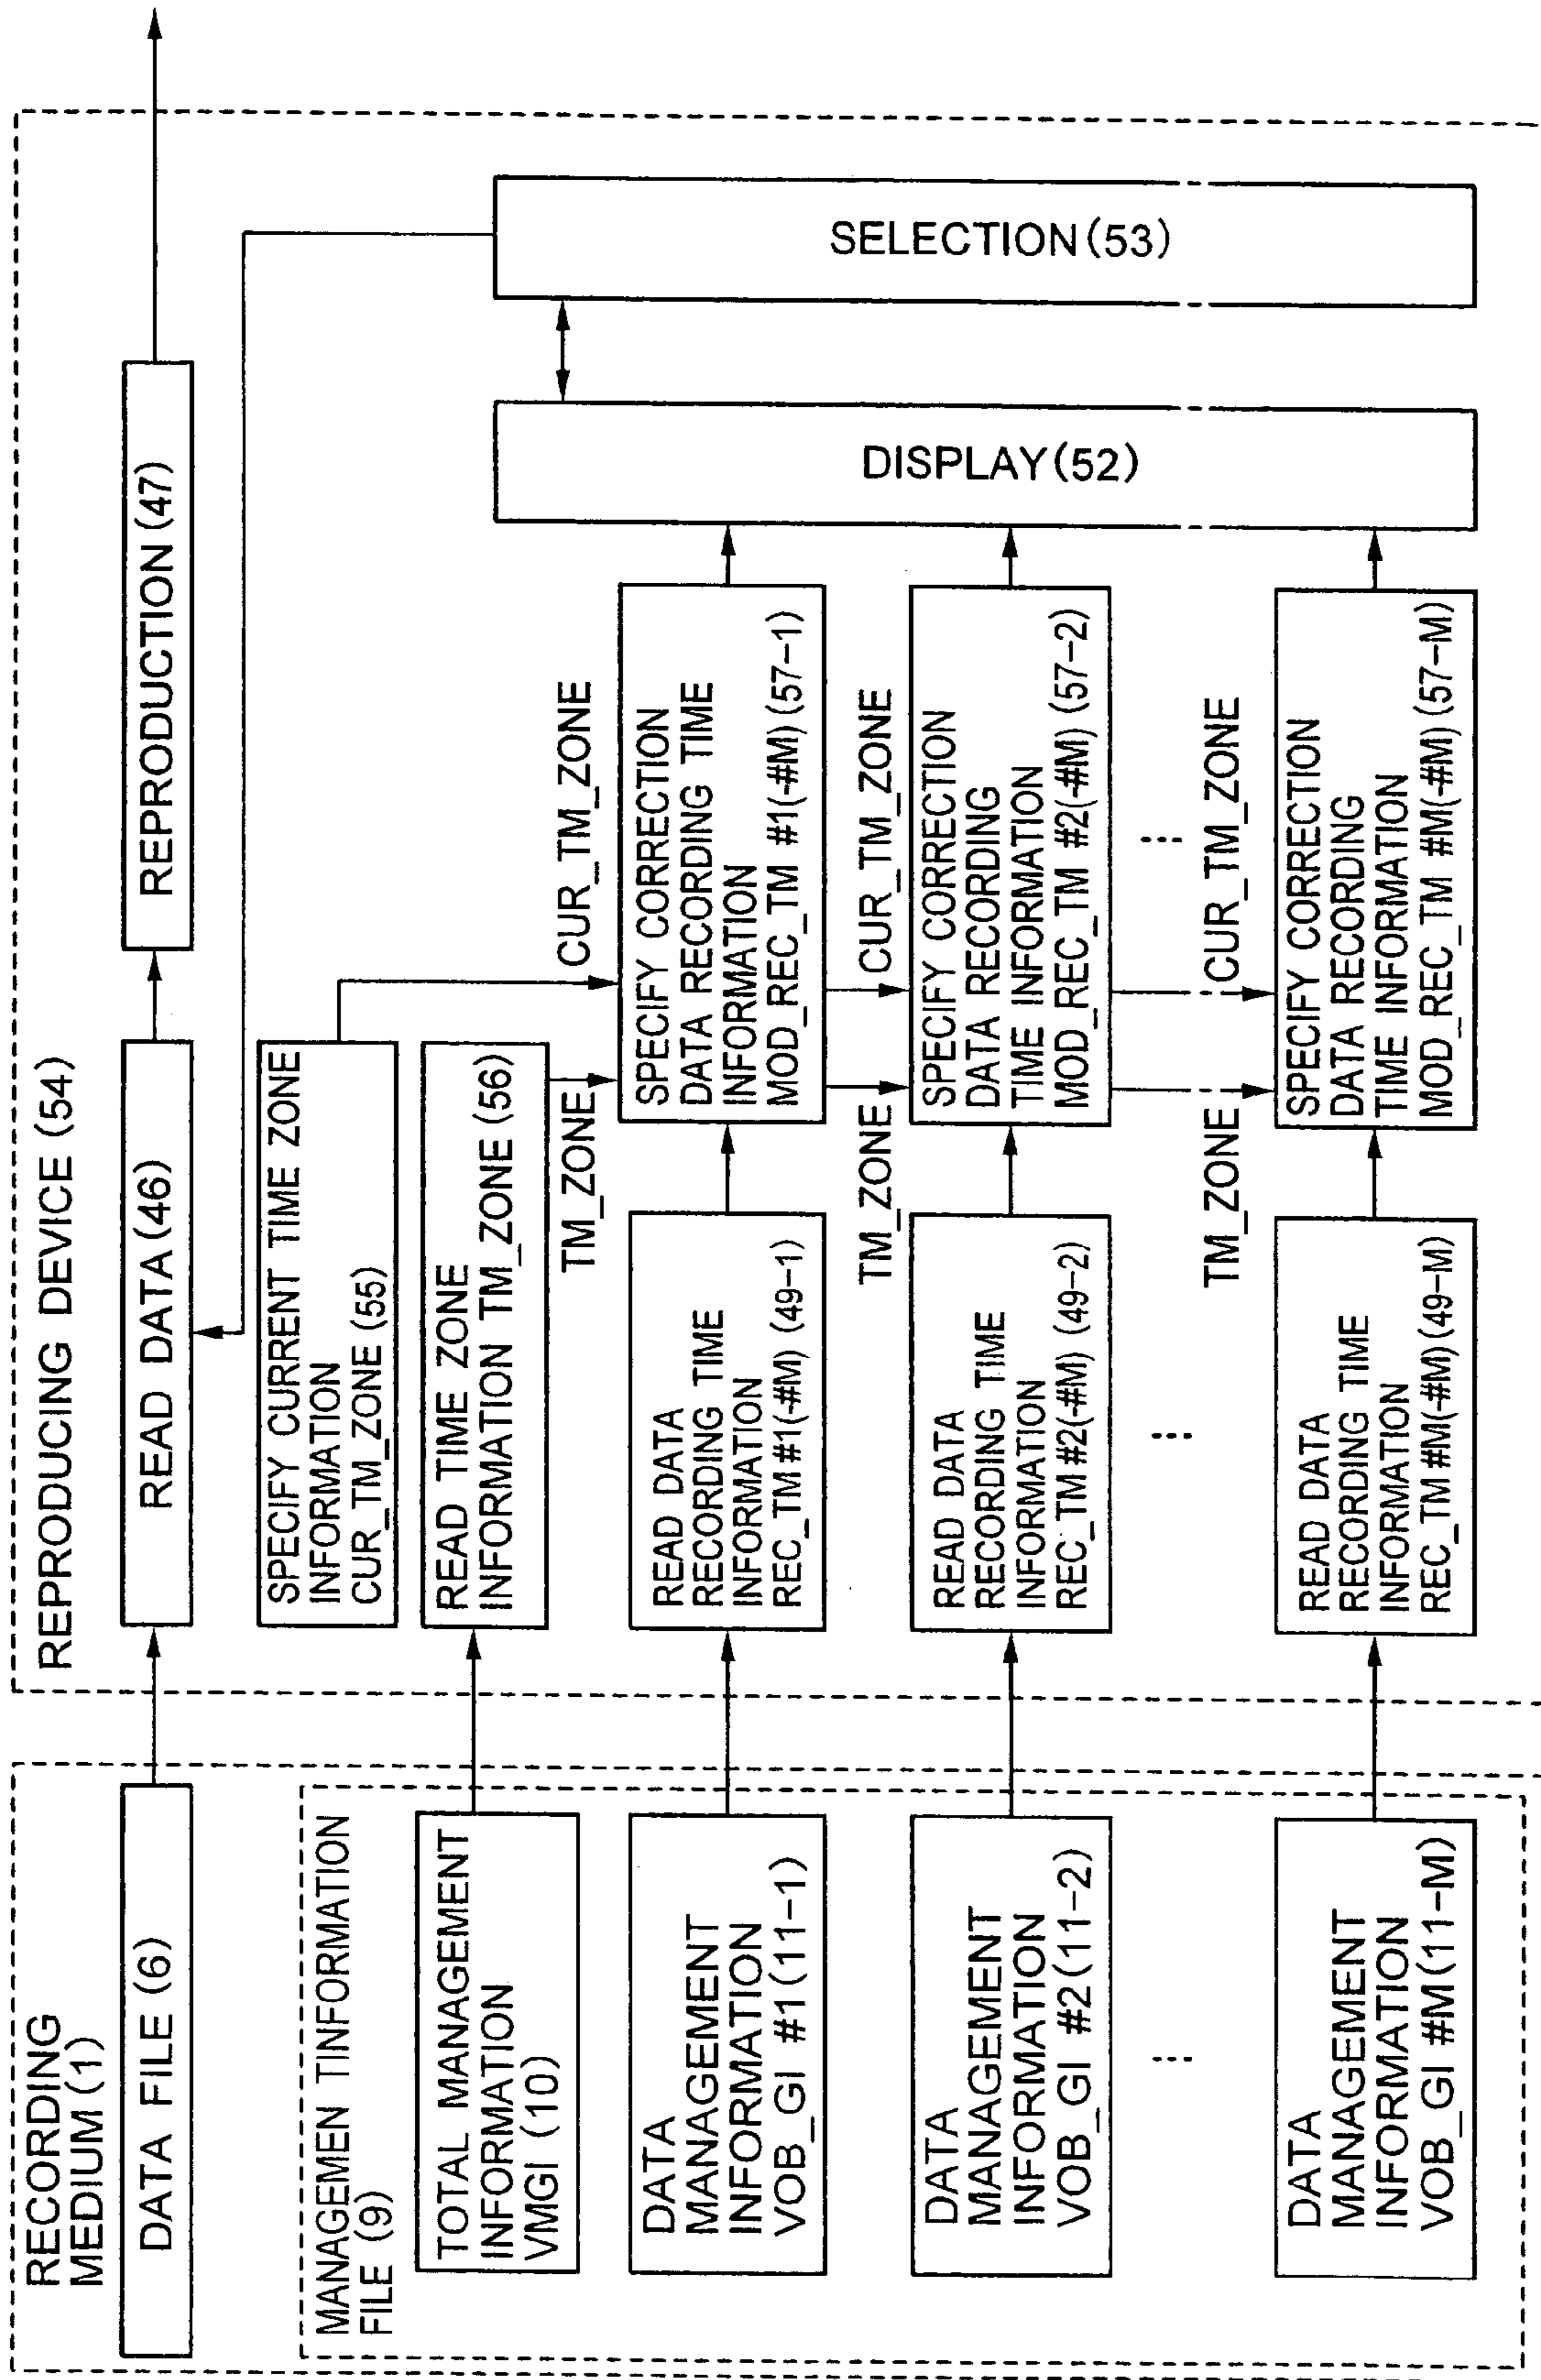 RECORDING
MEDIUM (1)
DATA FILE (6)
MANAGEMEN TINFORMATION
FILE (9)
TOTAL MANAGEMENT
INFORMATION
VMGI (10)
DATA
MANAGEMENT
INFORMATION
VOB_GI #1 (11-1)
DATA
MANAGEMENT
INFORMATION
VOB_GI #2 (11-2)
...
DATA
MANAGEMENT
INFORMATION
VOB_GI #M (11-M)
REPRODUCING DEVICE (54)
READ DATA (46)
REPRODUCTION (47)
SPECIFY CURRENT TIME ZONE
INFORMATION
CUR_TM_ZONE (55)
READ TIME ZONE
INFORMATION TM_ZONE (56)
TM_ZONE
CUR_TM_ZONE
READ DATA
RECORDING TIME
INFORMATION
REC_TM #1(-#M) (49-1)
SPECIFY CORRECTION
DATA RECORDING TIME
INFORMATION
MOD_REC_TM #1(-#M) (57-1)
TM_ZONE
CUR_TM_ZONE
READ DATA
RECORDING TIME
INFORMATION
REC_TM #2(-#M) (49-2)
SPECIFY CORRECTION
DATA RECORDING
TIME INFORMATION
MOD_REC_TM #2(-#M) (57-2)
...
...
TM_ZONE
CUR_TM_ZONE
READ DATA
RECORDING TIME
INFORMATION
REC_TM #M(-#M) (49-M)
SPECIFY CORRECTION
DATA RECORDING
TIME INFORMATION
MOD_REC_TM #M(-#M) (57-M)
DISPLAY (52)
SELECTION (53)